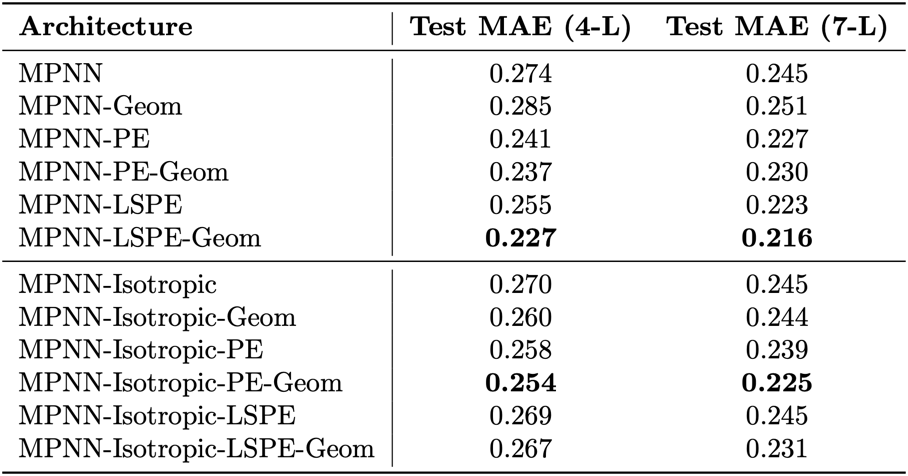 Architecture Test MAE (4-L) Test MAE (7-L)
MPNN 0.274 0.245
MPNN-Geom 0.285 0.251
MPNN-PE 0.241 0.227
MPNN-PE-Geom 0.237 0.230
MPNN-LSPE 0.255 0.223
MPNN-LSPE-Geom 0.227 0.216
MPNN-Isotropic 0.270 0.245
MPNN-Isotropic-Geom 0.260 0.244
MPNN-Isotropic-PE 0.258 0.239
MPNN-Isotropic-PE-Geom 0.254 0.225
MPNN-Isotropic-LSPE 0.269 0.245
MPNN-Isotropic-LSPE-Geom 0.267 0.231